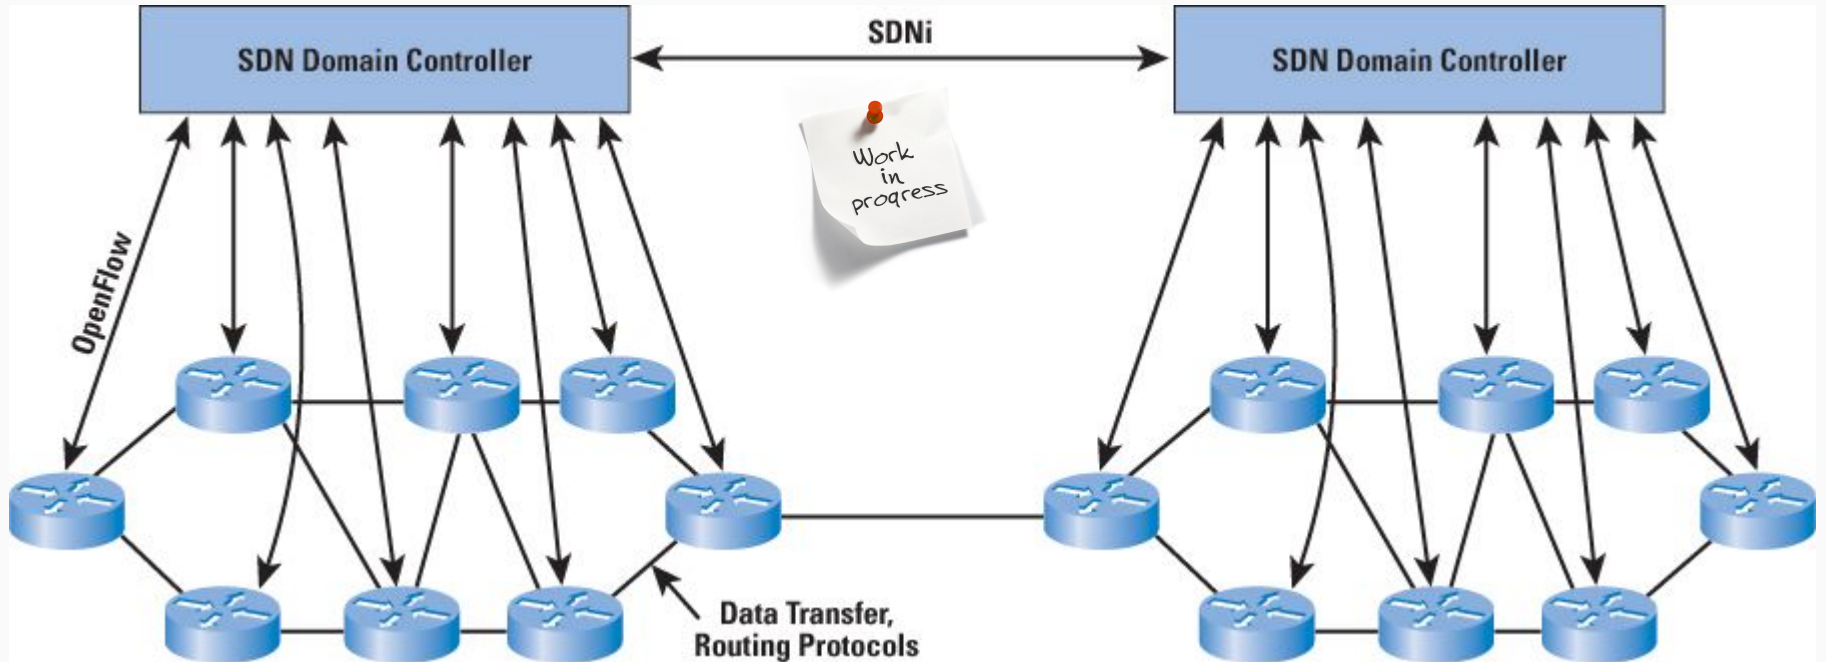 SDN Domain Controller
SDNi
SDN Domain Controller
Work
in
progress
OpenFlow
Data Transfer,
Routing Protocols